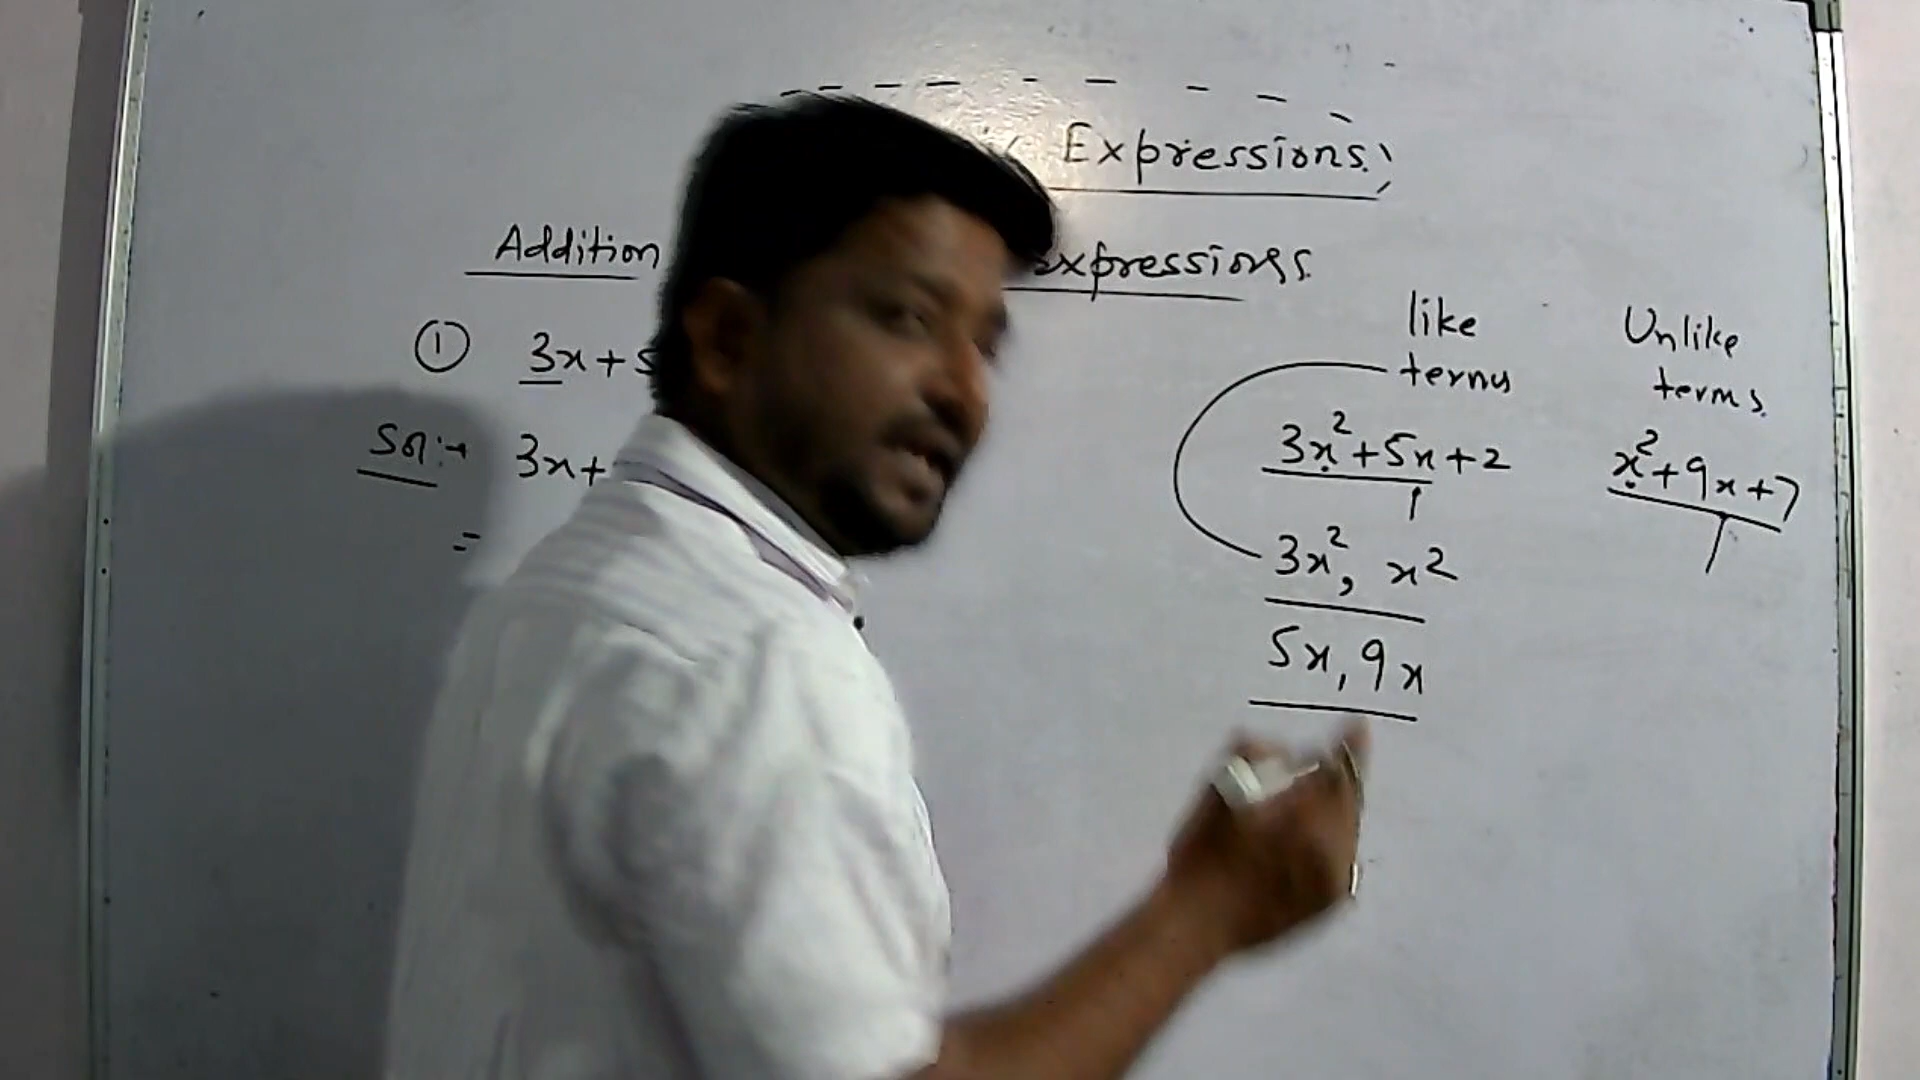 Expressions
Addition expressions
① 3x+5
Sol:→ 3x+
=
like terms
3x²+5x+2
3x², x²
5x, 9x
Unlike terms
x²+9x+7